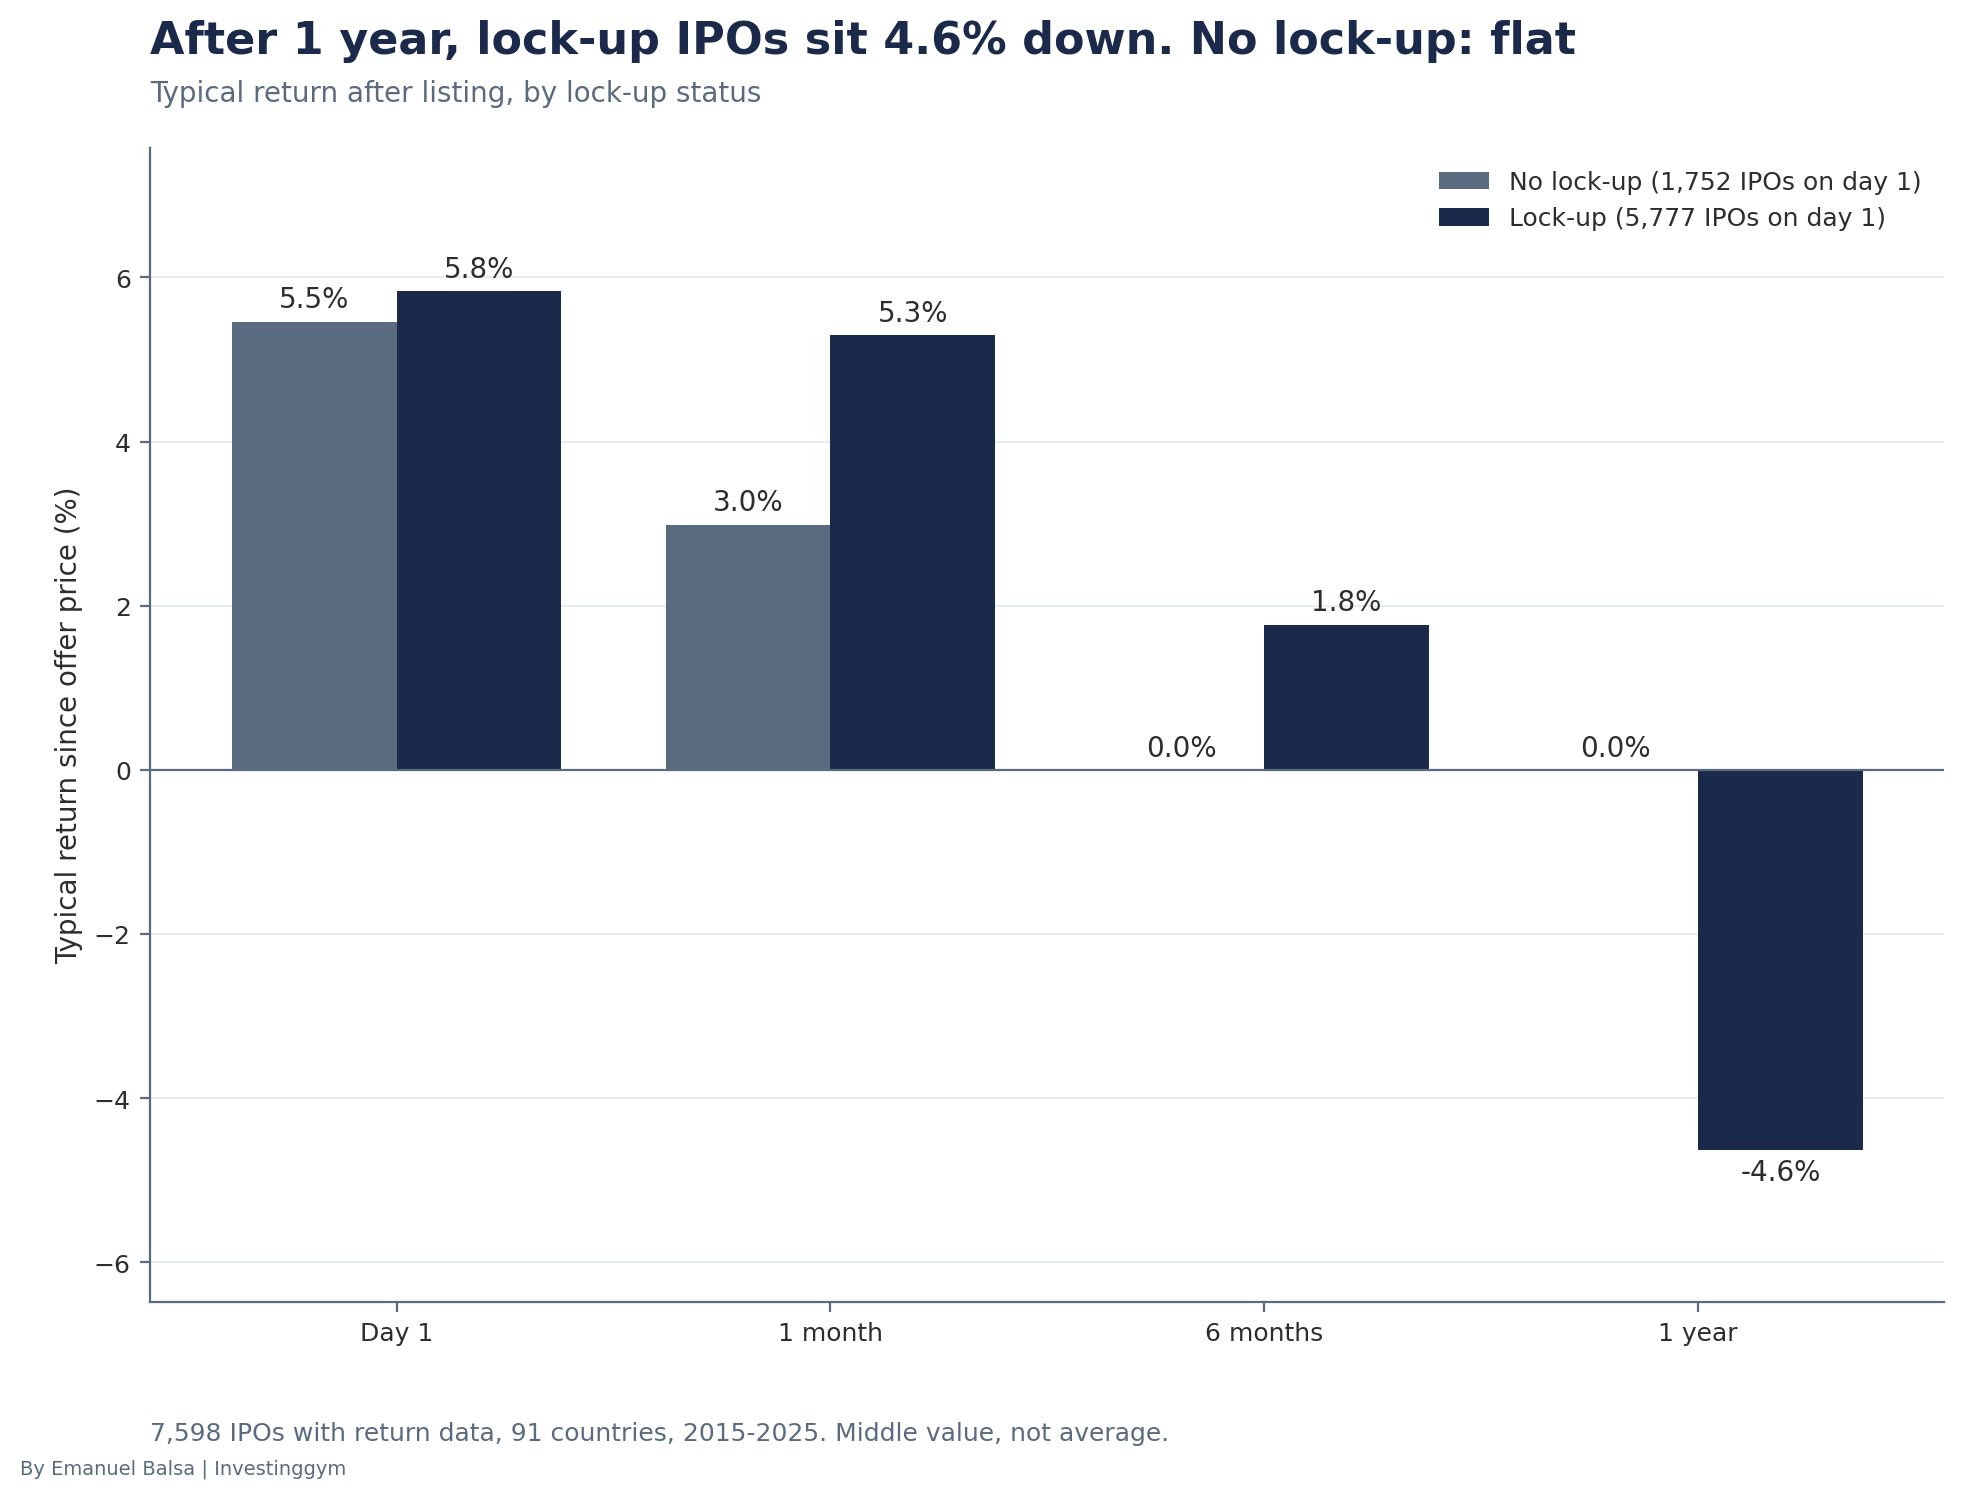 After 1 year, lock-up IPOs sit 4.6% down. No lock-up: flat
Typical return after listing, by lock-up status
No lock-up (1,752 IPOs on day 1)
Lock-up (5,777 IPOs on day 1)
Typical return since offer price (%)
6
4
2
0
−2
−4
−6
5.5%
5.8%
3.0%
5.3%
0.0%
1.8%
0.0%
-4.6%
Day 1
1 month
6 months
1 year
7,598 IPOs with return data, 91 countries, 2015-2025. Middle value, not average.
By Emanuel Balsa | Investinggym